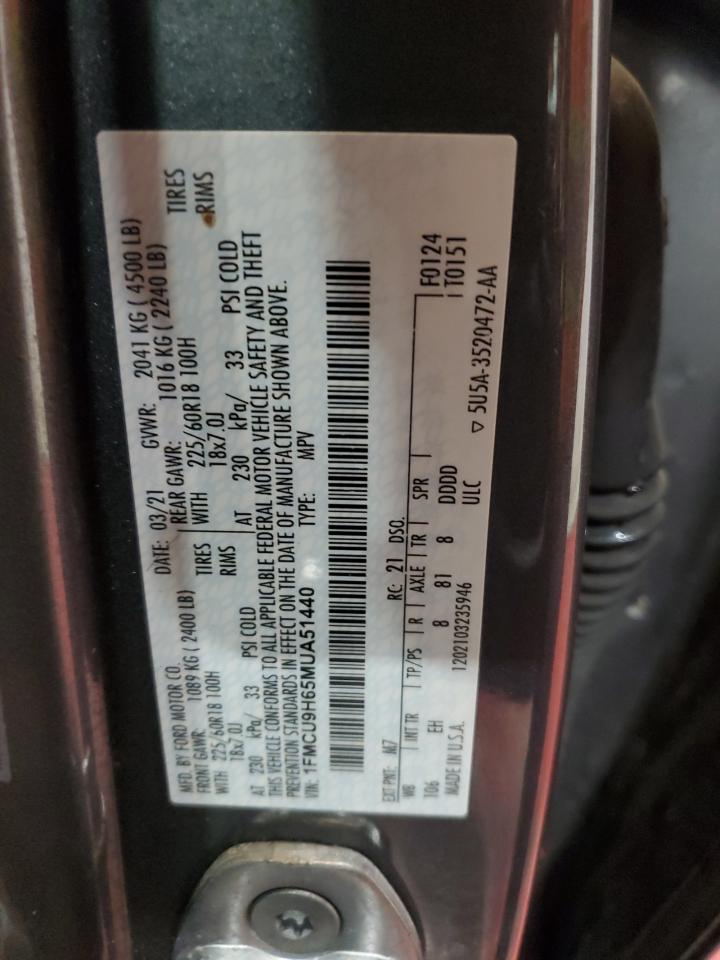 MFD. BY FORD MOTOR CO. DATE: 03/21 GVWR: 2041 KG ( 4500 LB)
FRONT GAWR: 1089 KG ( 2400 LB) REAR GAWR: 1016 KG ( 2240 LB)
WITH 225/60R18 100H TIRES WITH 225/60R18 100H TIRES
18x7.0J RIMS 18x7.0J RIMS
AT 230 kPa/ 33 PSI COLD AT 230 kPa/ 33 PSI COLD
THIS VEHICLE CONFORMS TO ALL APPLICABLE FEDERAL MOTOR VEHICLE SAFETY AND THEFT
PREVENTION STANDARDS IN EFFECT ON THE DATE OF MANUFACTURE SHOWN ABOVE.
VIN: 1FMCU9H65MUA51440 TYPE: MPV
EXT PNT: M7 RC: 21 DSO: F0124
WB INT TR TP/PS R AXLE TR SPR T0151
106 EH 8 81 8 DDDD
MADE IN U.S.A. 1202103235946 ULC ▽ 5U5A-3520472-AA